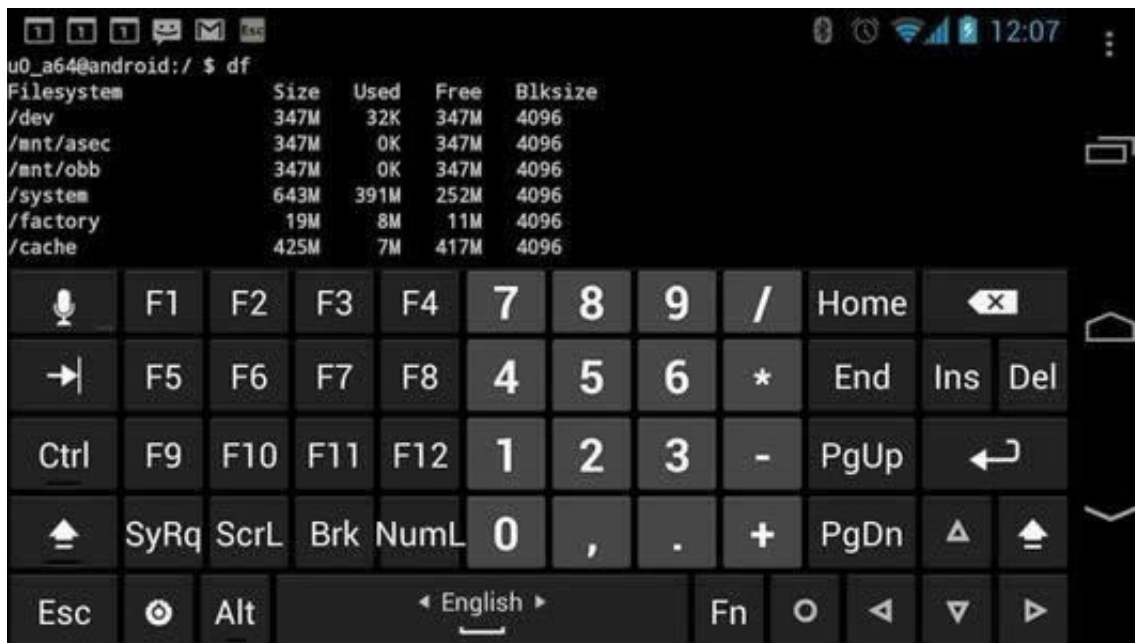 1 1 1 Esc 12:07
u0_a64@android:/ $ df
Filesystem Size Used Free Blksize
/dev 347M 32K 347M 4096
/mnt/asec 347M 0K 347M 4096
/mnt/obb 347M 0K 347M 4096
/system 643M 391M 252M 4096
/factory 19M 8M 11M 4096
/cache 425M 7M 417M 4096
F1 F2 F3 F4 7 8 9 / Home
F5 F6 F7 F8 4 5 6 * End Ins Del
Ctrl F9 F10 F11 F12 1 2 3 - PgUp
SyRq ScrL Brk NumL 0 , . + PgDn
Esc Alt English Fn